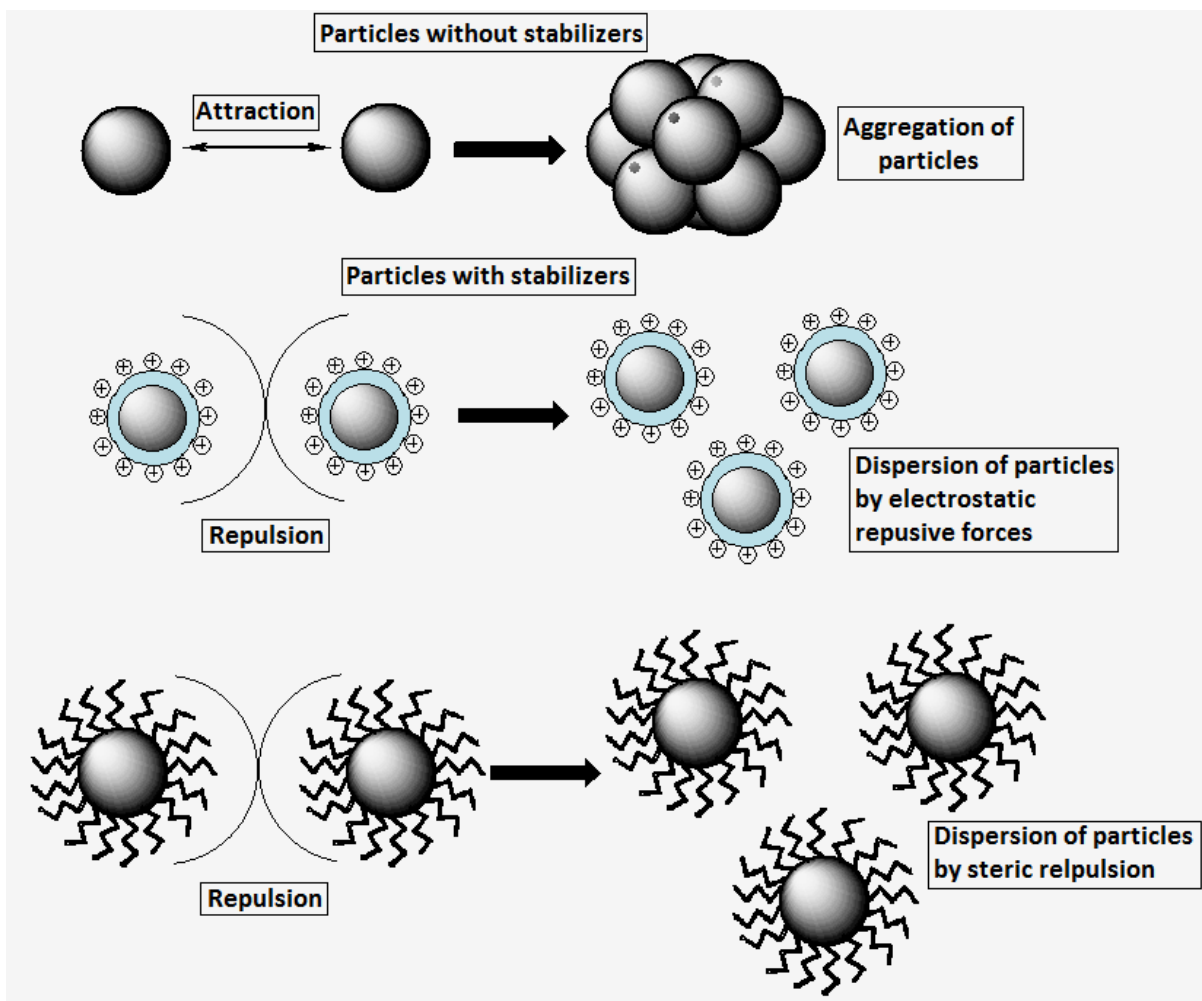 Particles without stabilizers
Attraction
Aggregation of
particles
Particles with stabilizers
Repulsion
Dispersion of particles
by electrostatic
repusive forces
Repulsion
Dispersion of particles
by steric relpulsion